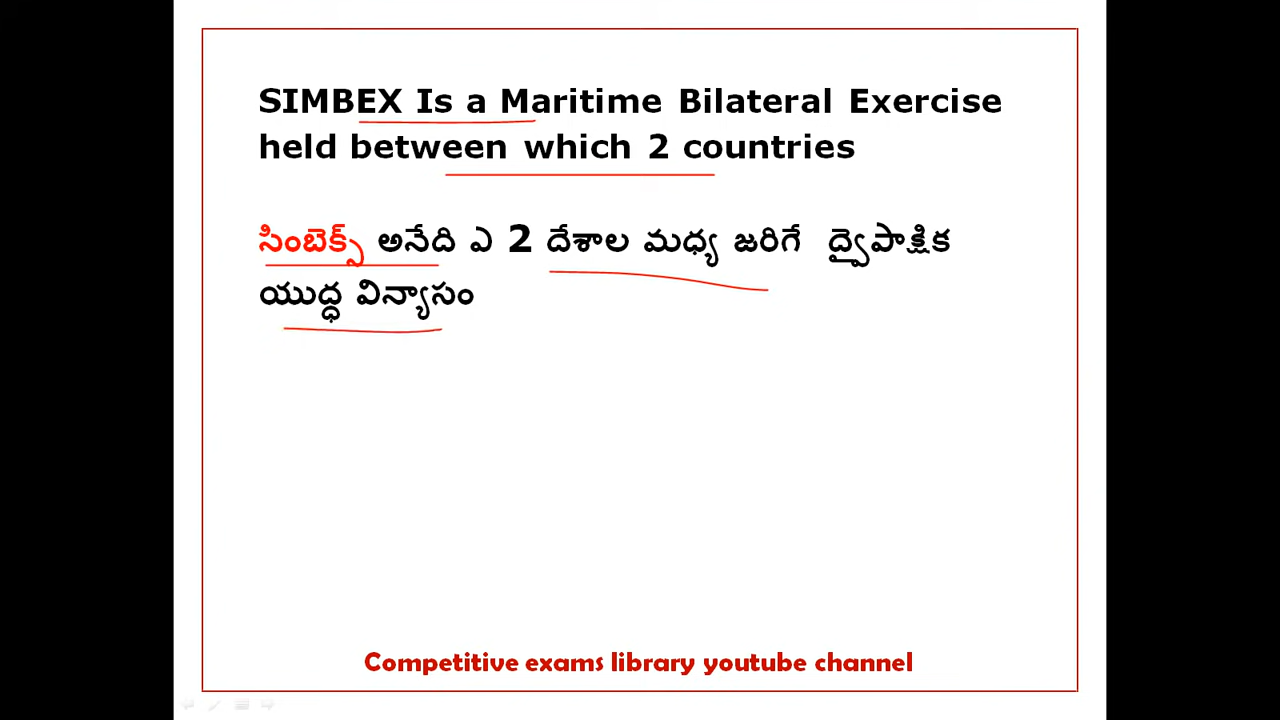 SIMBEX Is a Maritime Bilateral Exercise
held between which 2 countries
సింబెక్స్ అనేది ఎ 2 దేశాల మధ్య జరిగే ద్వైపాక్షిక
యుద్ధ విన్యాసం
Competitive exams library youtube channel